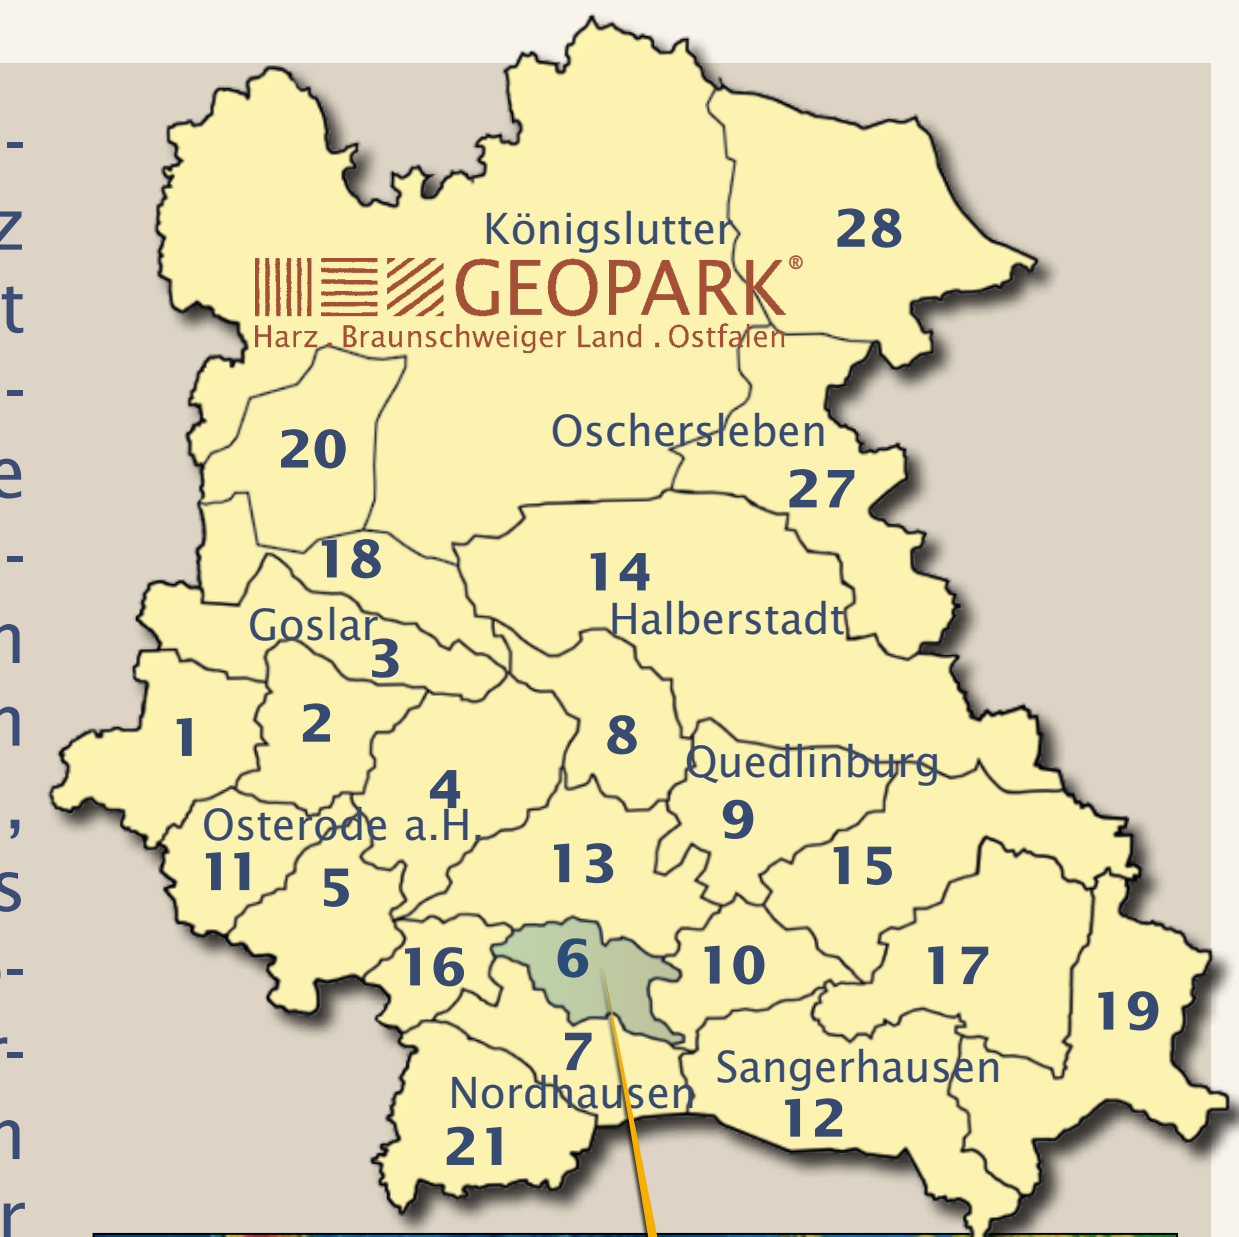 -
z
t
-
e
-
n
n
,
s
-
r-
n
r
Königslutter
28
GEOPARK®
Harz . Braunschweiger Land . Ostfalen
Oschersleben
20
27
18
14
Halberstadt
Goslar
3
1
2
8
Quedlinburg
4
9
Osterode a.H.
11
5
13
15
16
6
10
17
19
7
Sangerhausen
Nordhausen
12
21